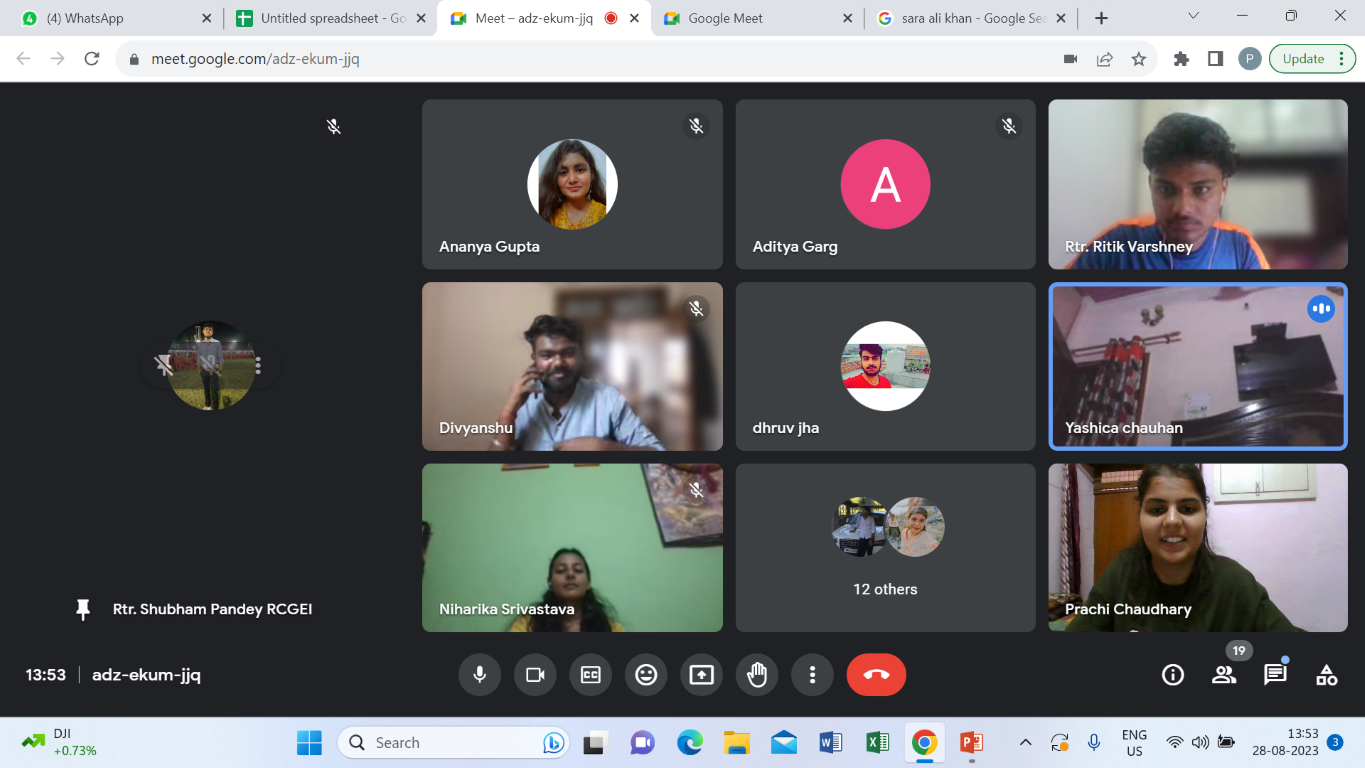 4 (4) WhatsApp
Untitled spreadsheet - Go
Meet – adz-ekum-jjq
Google Meet
sara ali khan - Google Sea
meet.google.com/adz-ekum-jjq
P
Update
Ananya Gupta
A
Aditya Garg
Rtr. Ritik Varshney
Divyanshu
dhruv jha
Yashica chauhan
Rtr. Shubham Pandey RCGEI
Niharika Srivastava
12 others
Prachi Chaudhary
13:53 | adz-ekum-jjq
CC
19
DJI
+0.73%
Search
ENG
US
13:53
28-08-2023
3